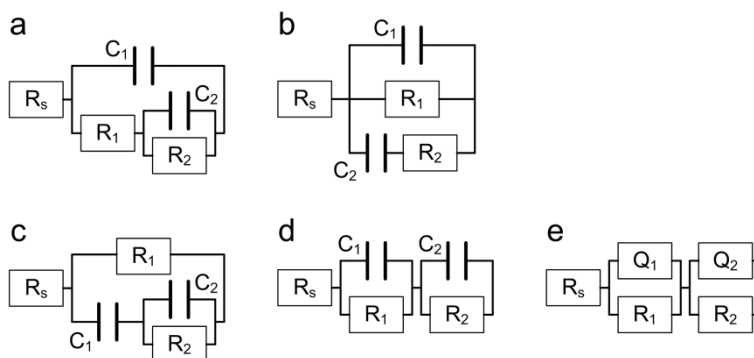 a
C₁
Rₛ
R₁
C₂
R₂
b
C₁
Rₛ
R₁
C₂
R₂
c
R₁
Rₛ
C₁
C₂
R₂
d
C₁
C₂
Rₛ
R₁
R₂
e
Q₁
Q₂
Rₛ
R₁
R₂